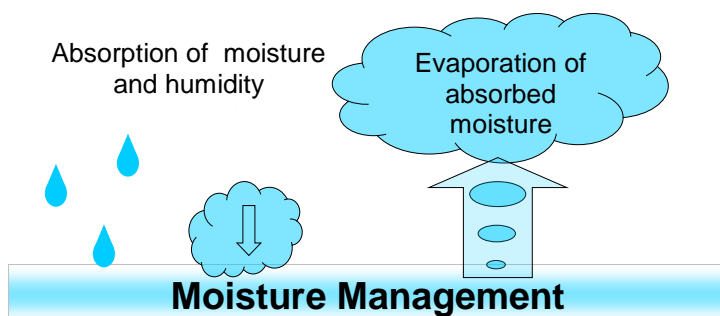 Absorption of moisture
and humidity
Evaporation of
absorbed
moisture
Moisture Management